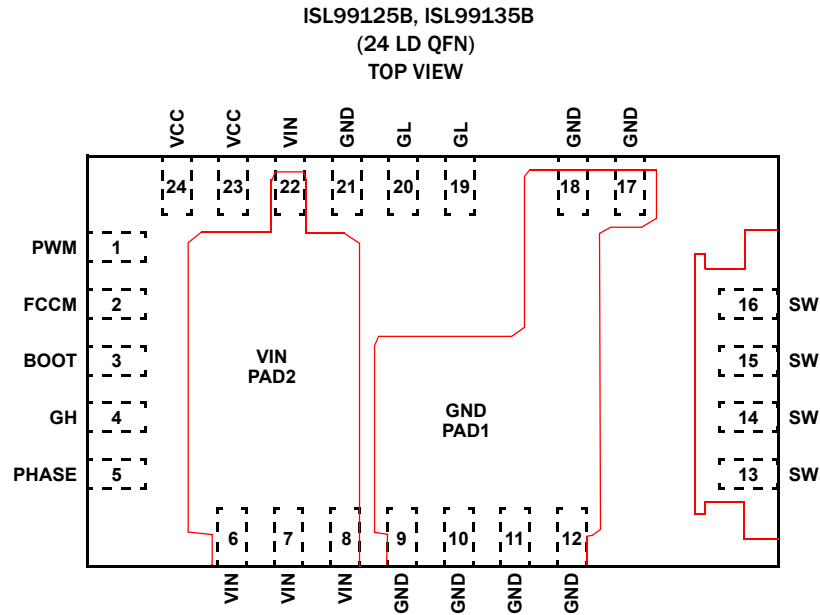 ISL99125B, ISL99135B
(24 LD QFN)
TOP VIEW
VCC VCC VIN GND GL GL GND GND
24 23 22 21 20 19 18 17
PWM 1
FCCM 2
16 SW
BOOT 3
15 SW
VIN
PAD2
GH 4
14 SW
GND
PAD1
PHASE 5
13 SW
6 7 8 9 10 11 12
VIN VIN VIN GND GND GND GND